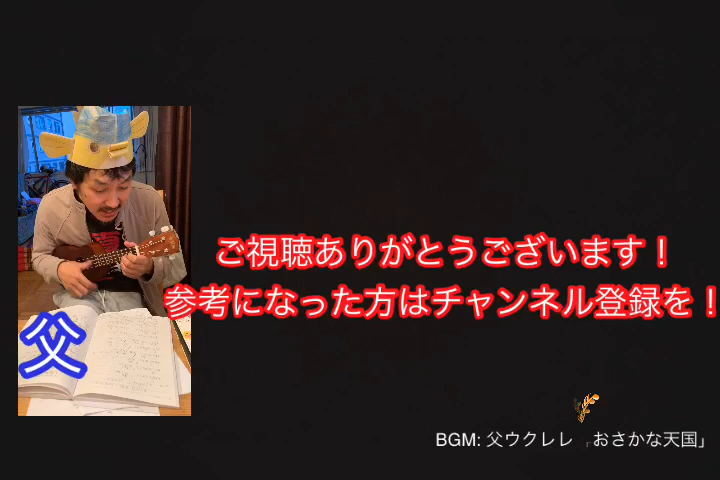 ご視聴ありがとうございます！
参考になった方はチャンネル登録を！
父
BGM: 父ウクレレ 「おさかな天国」